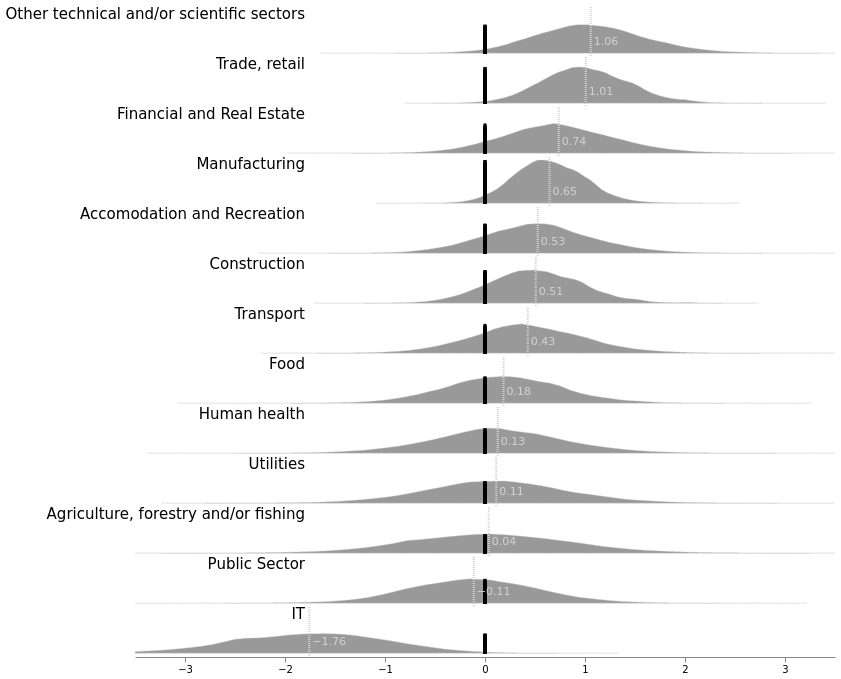 Other technical and/or scientific sectors
1.06
Trade, retail
1.01
Financial and Real Estate
0.74
Manufacturing
0.65
Accomodation and Recreation
0.53
Construction
0.51
Transport
0.43
Food
0.18
Human health
0.13
Utilities
0.11
Agriculture, forestry and/or fishing
0.04
Public Sector
−0.11
IT
−1.76
−3 −2 −1 0 1 2 3